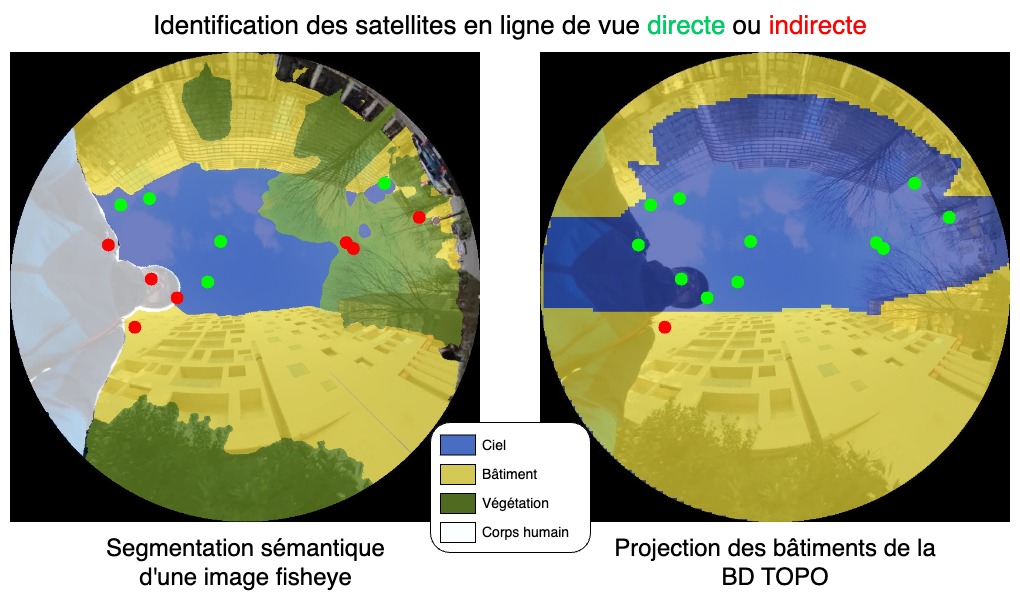 Identification des satellites en ligne de vue directe ou indirecte
Ciel
Bâtiment
Végétation
Corps humain
Segmentation sémantique
d'une image fisheye
Projection des bâtiments de la
BD TOPO